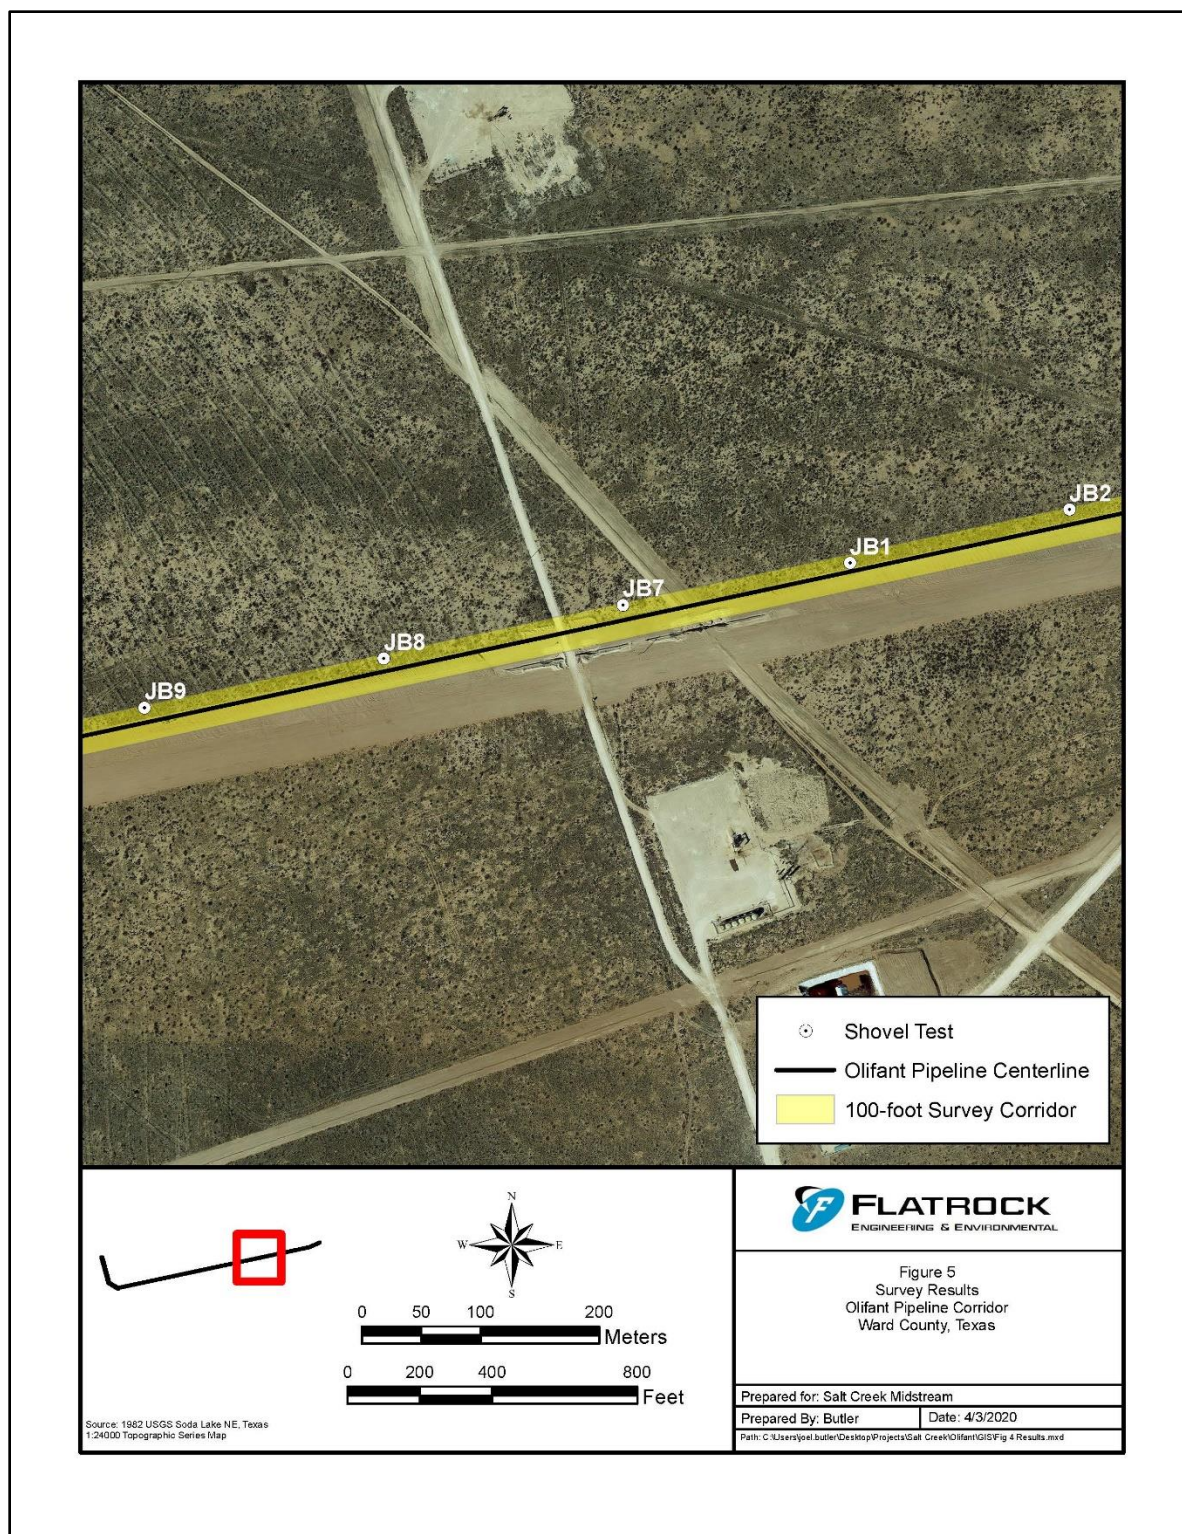 JB2
JB1
JB7
JB8
JB9
Shovel Test
Olifant Pipeline Centerline
100-foot Survey Corridor
N
W E
S
0 50 100 200
Meters
0 200 400 800
Feet
Source: 1982 USGS Soda Lake NE, Texas
1:24000 Topographic Series Map
FLATROCK
ENGINEERING & ENVIRONMENTAL
Figure 5
Survey Results
Olifant Pipeline Corridor
Ward County, Texas
Prepared for: Salt Creek Midstream
Prepared By: Butler
Date: 4/3/2020
Path: C:\Users\joel.butler\Desktop\Projects\Salt Creek\Olifant\GIS\Fig 4 Results.mxd